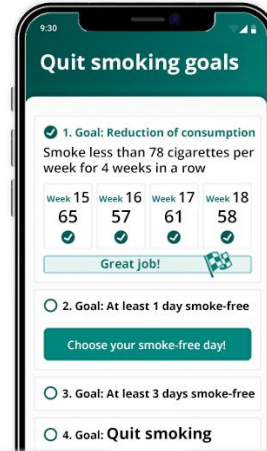 9:30
Quit smoking goals
1. Goal: Reduction of consumption
Smoke less than 78 cigarettes per
week for 4 weeks in a row
Week 15 Week 16 Week 17 Week 18
65 57 61 58
Great job!
2. Goal: At least 1 day smoke-free
Choose your smoke-free day!
3. Goal: At least 3 days smoke-free
4. Goal: Quit smoking